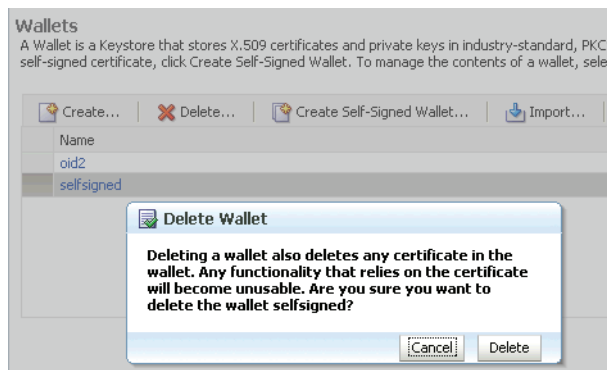 Wallets
A Wallet is a Keystore that stores X.509 certificates and private keys in industry-standard, PKC
self-signed certificate, click Create Self-Signed Wallet. To manage the contents of a wallet, sele
Create... Delete... Create Self-Signed Wallet... Import...
Name
oid2
selfsigned
Delete Wallet
Deleting a wallet also deletes any certificate in the
wallet. Any functionality that relies on the certificate
will become unusable. Are you sure you want to
delete the wallet selfsigned?
Cancel Delete